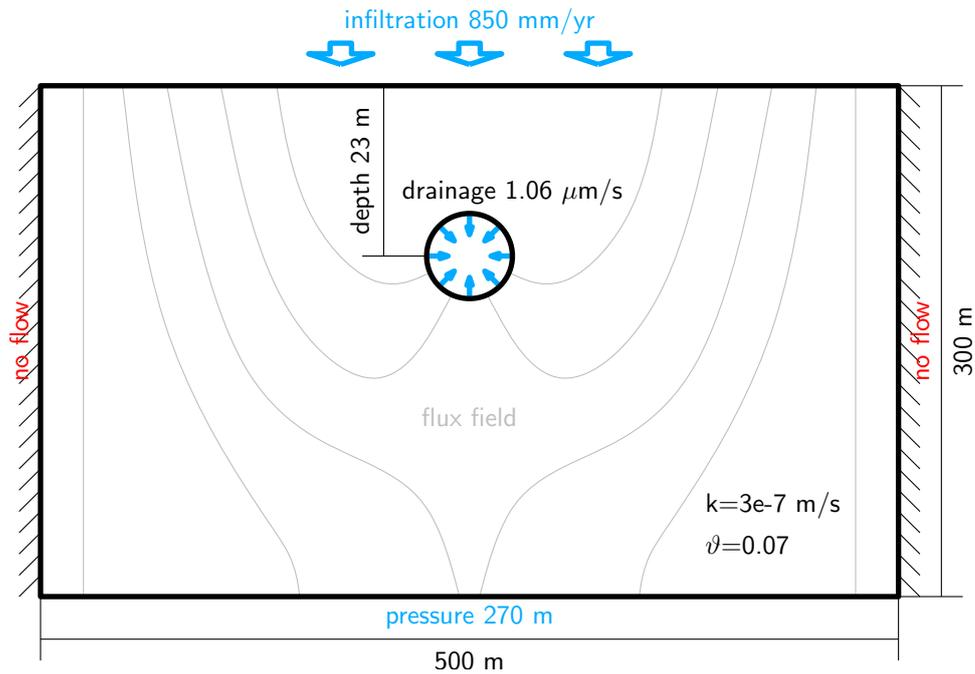 infiltration 850 mm/yr
depth 23 m
drainage 1.06 μm/s
no flow
no flow
300 m
flux field
k=3e-7 m/s
ϑ=0.07
pressure 270 m
500 m